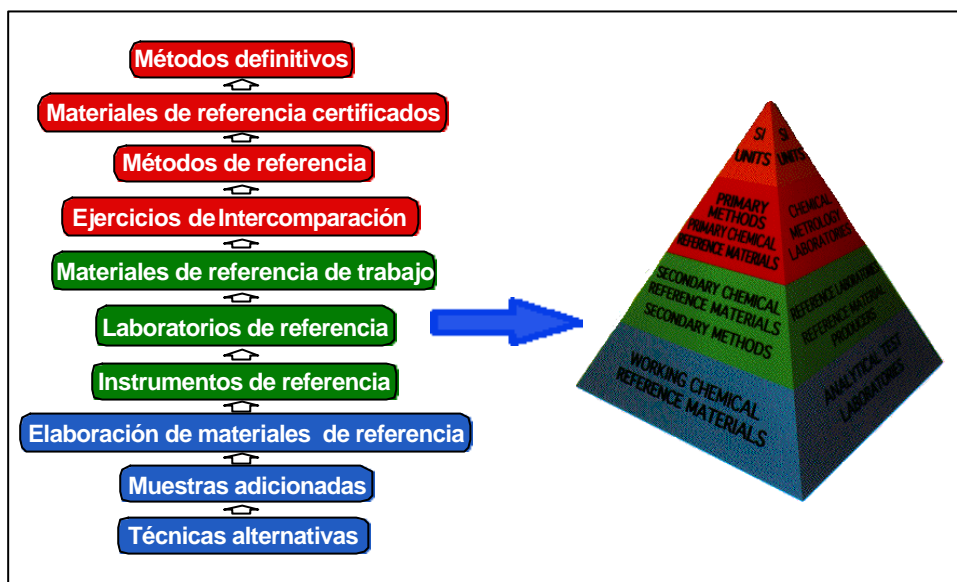 Métodos definitivos
Materiales de referencia certificados
Métodos de referencia
Ejercicios de Intercomparación
Materiales de referencia de trabajo
Laboratorios de referencia
Instrumentos de referencia
Elaboración de materiales de referencia
Muestras adicionadas
Técnicas alternativas
SI
UNITS
SI
UNITS
PRIMARY
METHODS
PRIMARY CHEMICAL
REFERENCE MATERIALS
CHEMICAL
METROLOGY
LABORATORIES
SECONDARY CHEMICAL
REFERENCE MATERIALS
SECONDARY METHODS
REFERENCE LABORATORIES
REFERENCE MATERIAL
PRODUCERS
WORKING CHEMICAL
REFERENCE MATERIALS
ANALYTICAL TEST
LABORATORIES